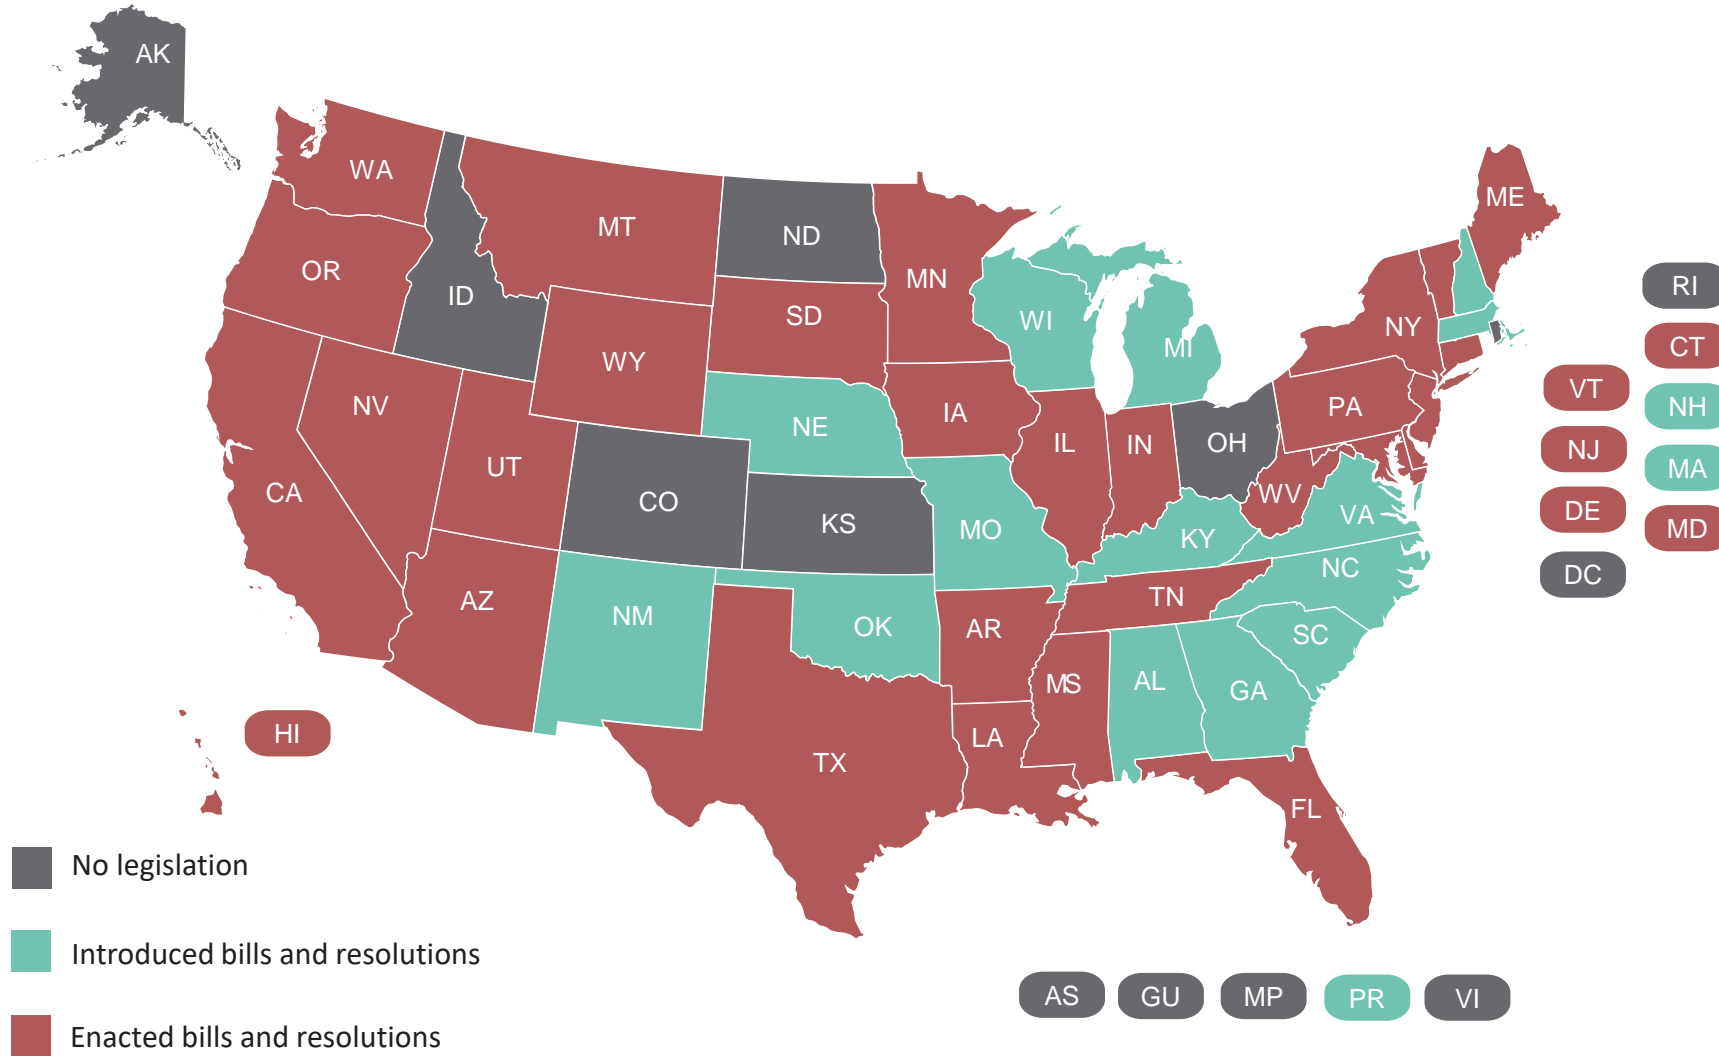 AK
WA
MT
ND
MN
ME
OR
ID
SD
WI
MI
NY
RI
WY
CT
NV
NE
IA
IL
IN
OH
PA
VT
NH
UT
CO
KS
MO
WV
VA
NJ
MA
CA
KY
DE
MD
AZ
NM
OK
AR
TN
NC
DC
SC
MS
AL
GA
HI
TX
LA
FL
No legislation
Introduced bills and resolutions
Enacted bills and resolutions
AS GU MP PR VI